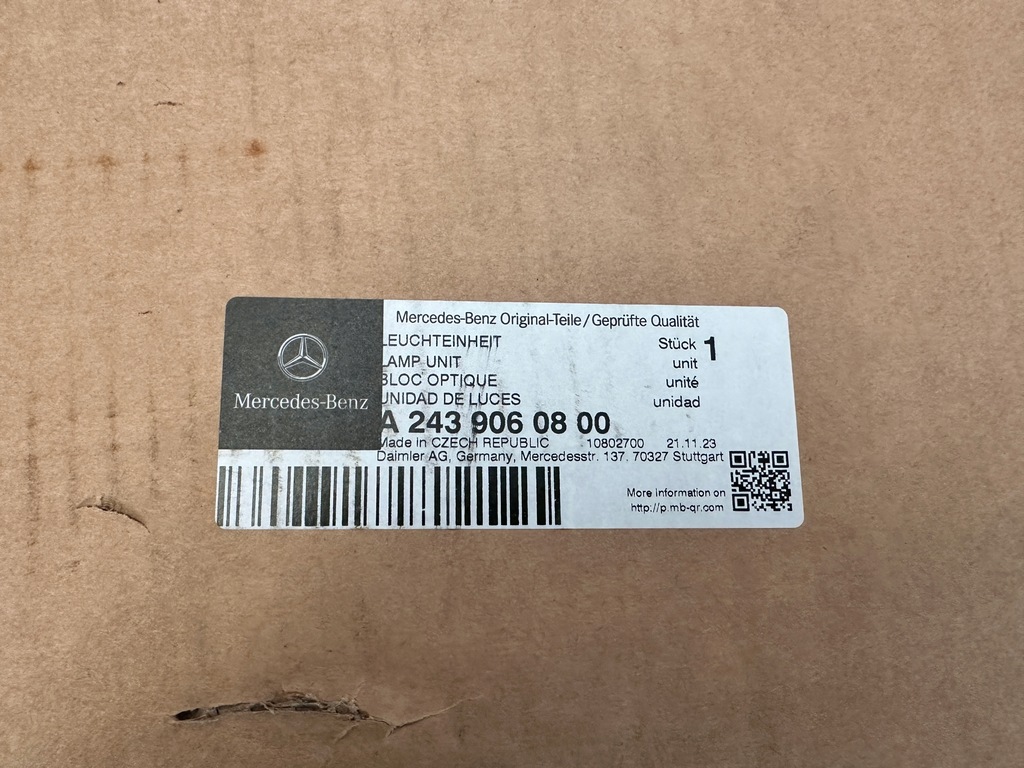 Mercedes-Benz
Mercedes-Benz Original-Teile/Geprüfte Qualität
LEUCHTEINHEIT Stück 1
LAMP UNIT unit
BLOC OPTIQUE unité
UNIDAD DE LUCES unidad
A 243 906 08 00
Made in CZECH REPUBLIC 10802700 21.11.23
Daimler AG, Germany, Mercedesstr. 137, 70327 Stuttgart
More information on
http://p.mb-qr.com